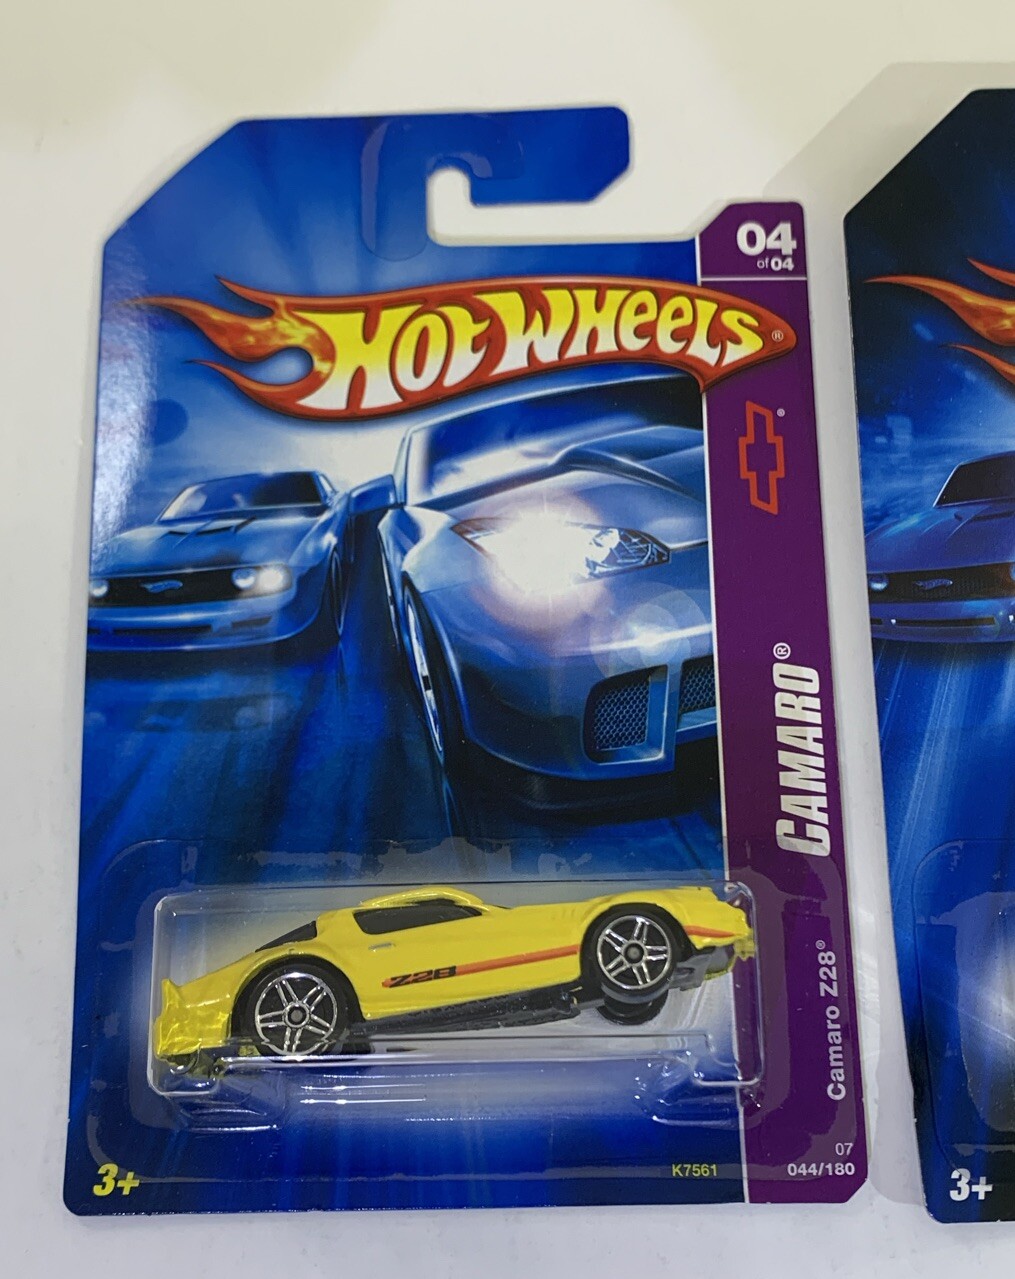 04
of 04
HOT WHEELS®
®
CAMARO®
Camaro Z28®
Z28
3+
K7561
07
044/180
3+